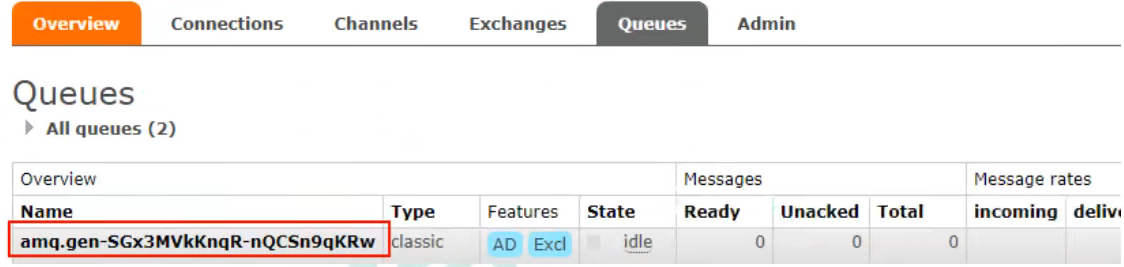 Overview Connections Channels Exchanges Queues Admin
Queues
All queues (2)
Overview Messages Message rates
Name Type Features State Ready Unacked Total incoming
amq.gen-SGx3MVkKnqR-nQCSn9qKRw classic AD Excl idle 0 0 0